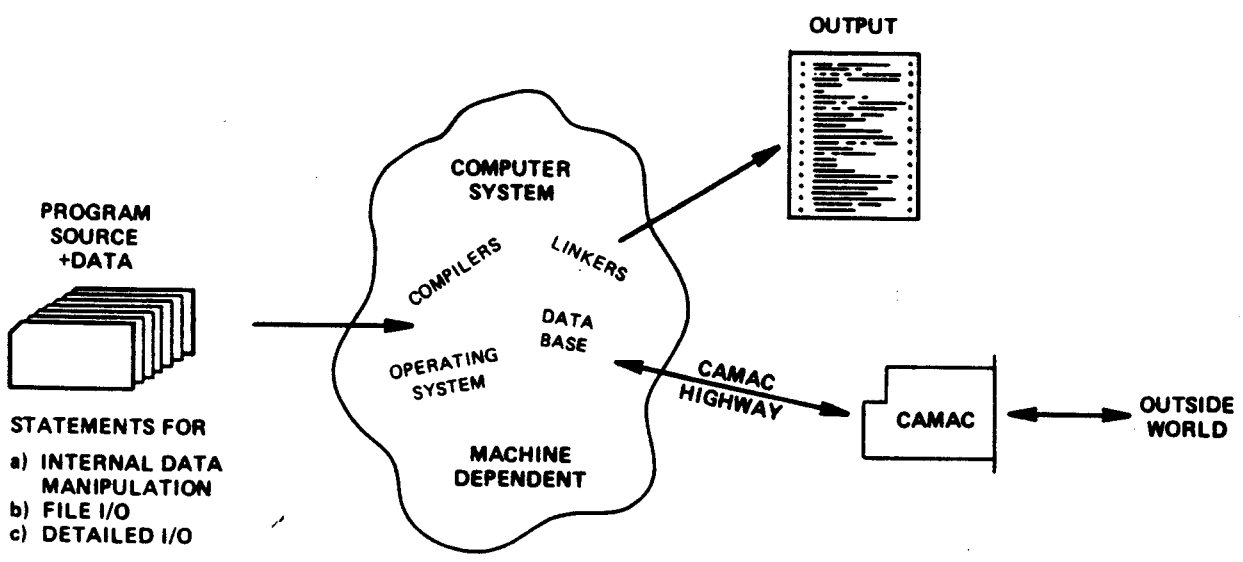 OUTPUT
COMPUTER
SYSTEM
PROGRAM
SOURCE
+DATA
COMPILERS
LINKERS
DATA
BASE
OPERATING
SYSTEM
CAMAC
HIGHWAY
CAMAC
OUTSIDE
WORLD
STATEMENTS FOR
a) INTERNAL DATA
MANIPULATION
b) FILE I/O
c) DETAILED I/O
MACHINE
DEPENDENT